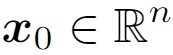 𝒙₀ ∈ ℝⁿ